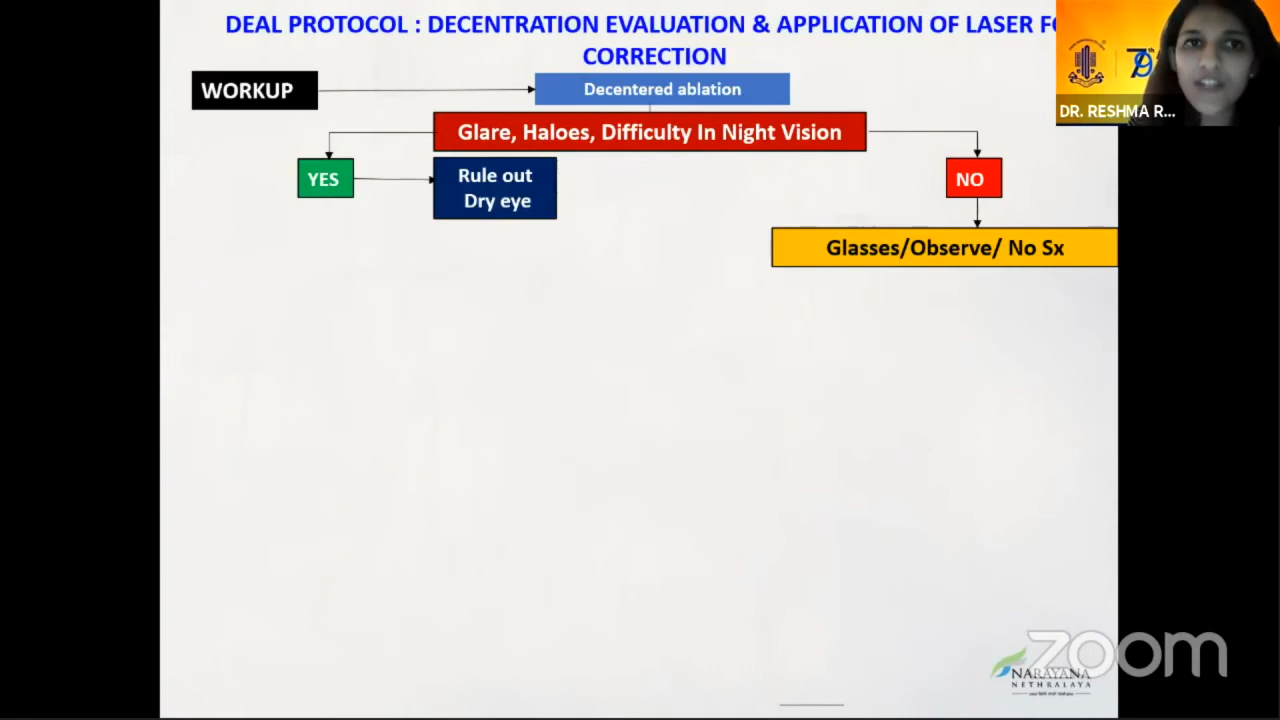 DEAL PROTOCOL : DECENTRATION EVALUATION & APPLICATION OF LASER
CORRECTION
WORKUP
Decentered ablation
Glare, Haloes, Difficulty In Night Vision
YES
Rule out
Dry eye
NO
Glasses/Observe/ No Sx
DR. RESHMA R...
zoom
NARAYANA
NETHRALAYA